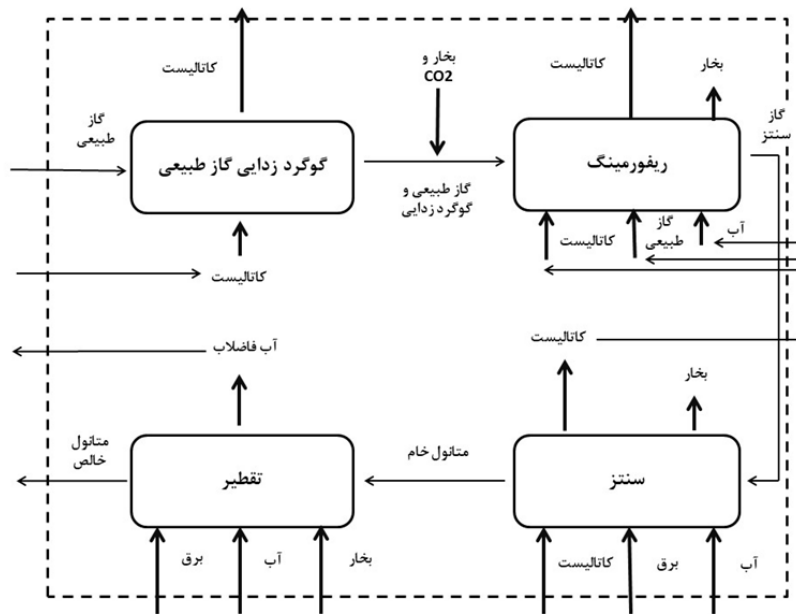 کاتالیست
بخار و
CO2
کاتالیست
بخار
گاز
سنتز
گاز
طبیعی
گوگرد زدایی گاز طبیعی
ریفورمینگ
گاز طبیعی و
گوگرد زدایی
کاتالیست
گاز
طبیعی
آب
کاتالیست
آب فاضلاب
کاتالیست
بخار
متانول
خالص
تقطیر
متانول خام
سنتز
برق
آب
بخار
کاتالیست
برق
آب